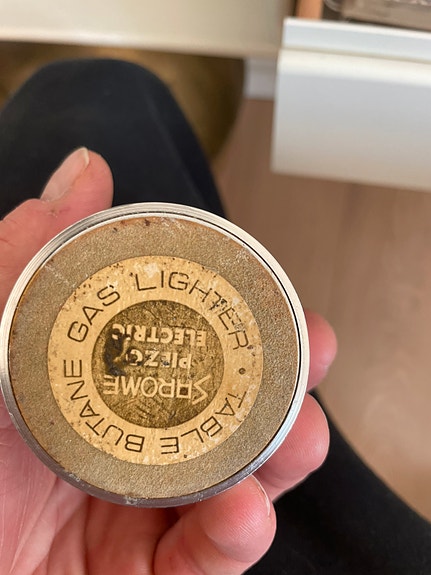 TABLE BUTANE GAS LIGHTER •
SAROME
PIEZO
ELECTRIC